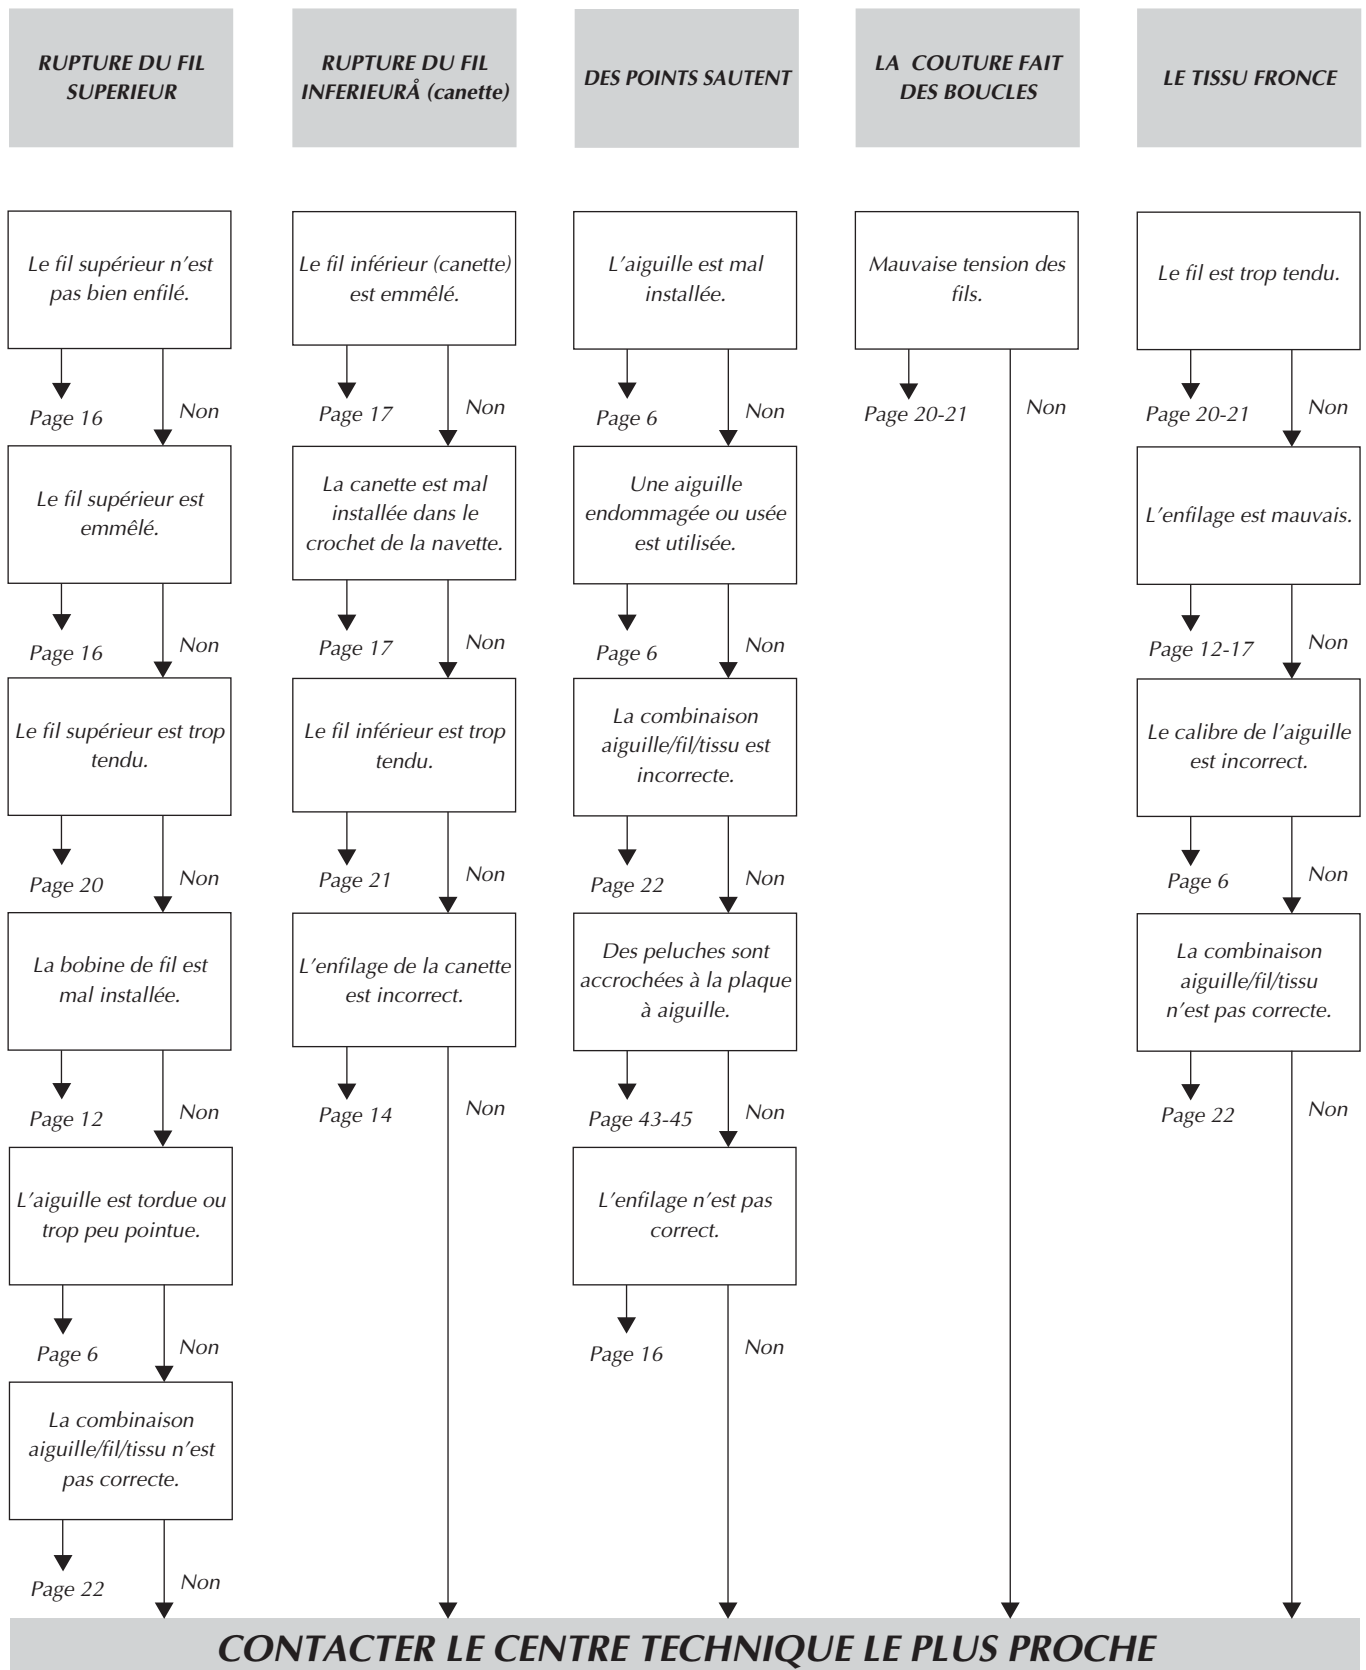 RUPTURE DU FIL
SUPERIEUR
RUPTURE DU FIL
INFERIEURÅ (canette)
DES POINTS SAUTENT
LA COUTURE FAIT
DES BOUCLES
LE TISSU FRONCE
Le fil supérieur n'est
pas bien enfilé.
Page 16
Non
Le fil supérieur est
emmêlé.
Page 16
Non
Le fil supérieur est trop
tendu.
Page 20
Non
La bobine de fil est
mal installée.
Page 12
Non
L'aiguille est tordue ou
trop peu pointue.
Page 6
Non
La combinaison
aiguille/fil/tissu n'est
pas correcte.
Page 22
Non
Le fil inférieur (canette)
est emmêlé.
Page 17
Non
La canette est mal
installée dans le
crochet de la navette.
Page 17
Non
Le fil inférieur est trop
tendu.
Page 21
Non
L'enfilage de la canette
est incorrect.
Page 14
Non
L'aiguille est mal
installée.
Page 6
Non
Une aiguille
endommagée ou usée
est utilisée.
Page 6
Non
La combinaison
aiguille/fil/tissu est
incorrecte.
Page 22
Non
Des peluches sont
accrochées à la plaque
à aiguille.
Page 43-45
Non
L'enfilage n'est pas
correct.
Page 16
Non
Mauvaise tension des
fils.
Page 20-21
Non
Le fil est trop tendu.
Page 20-21
Non
L'enfilage est mauvais.
Page 12-17
Non
Le calibre de l'aiguille
est incorrect.
Page 6
Non
La combinaison
aiguille/fil/tissu
n'est pas correcte.
Page 22
Non
CONTACTER LE CENTRE TECHNIQUE LE PLUS PROCHE